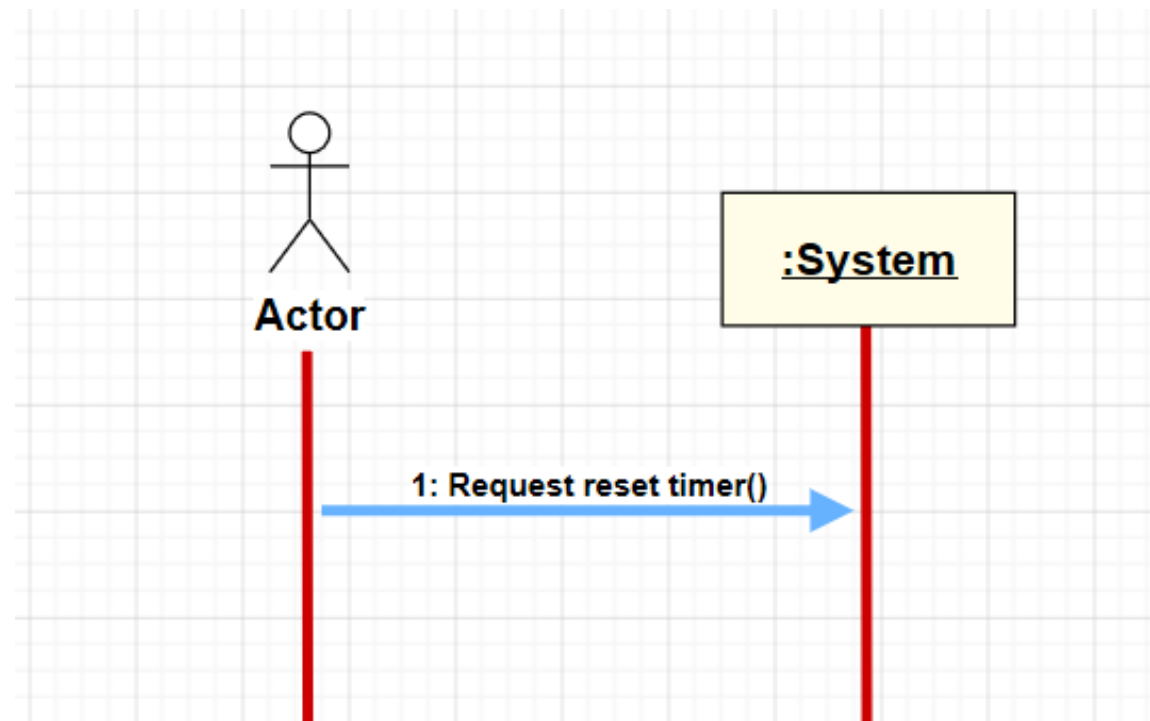 :System
Actor
1: Request reset timer()